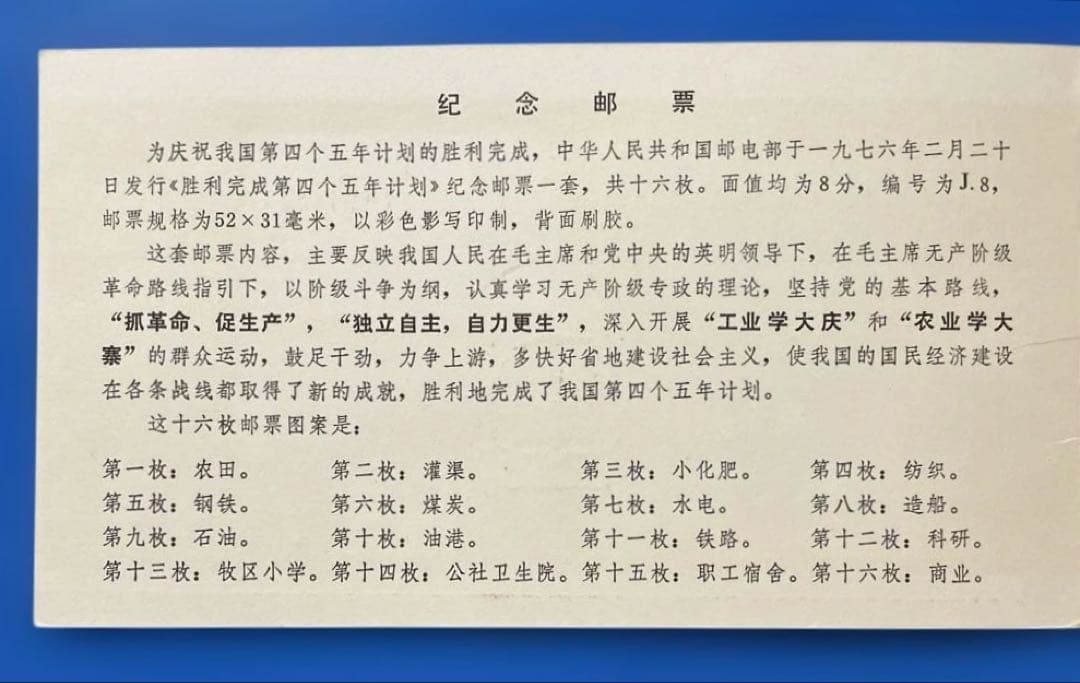 纪念邮票
为庆祝我国第四个五年计划的胜利完成，中华人民共和国邮电部于一九七六年二月二十
日发行《胜利完成第四个五年计划》纪念邮票一套，共十六枚。面值均为8分，编号为J.8，
邮票规格为52×31毫米，以彩色影写印制，背面刷胶。
这套邮票内容，主要反映我国人民在毛主席和党中央的英明领导下，在毛主席无产阶级
革命路线指引下，以阶级斗争为纲，认真学习无产阶级专政的理论，坚持党的基本路线，
“抓革命、促生产”，“独立自主，自力更生”，深入开展“工业学大庆”和“农业学大
寨”的群众运动，鼓足干劲，力争上游，多快好省地建设社会主义，使我国的国民经济建设
在各条战线都取得了新的成就，胜利地完成了我国第四个五年计划。
这十六枚邮票图案是：
第一枚：农田。 第二枚：灌渠。 第三枚：小化肥。 第四枚：纺织。
第五枚：钢铁。 第六枚：煤炭。 第七枚：水电。 第八枚：造船。
第九枚：石油。 第十枚：油港。 第十一枚：铁路。 第十二枚：科研。
第十三枚：牧区小学。 第十四枚：公社卫生院。 第十五枚：职工宿舍。 第十六枚：商业。